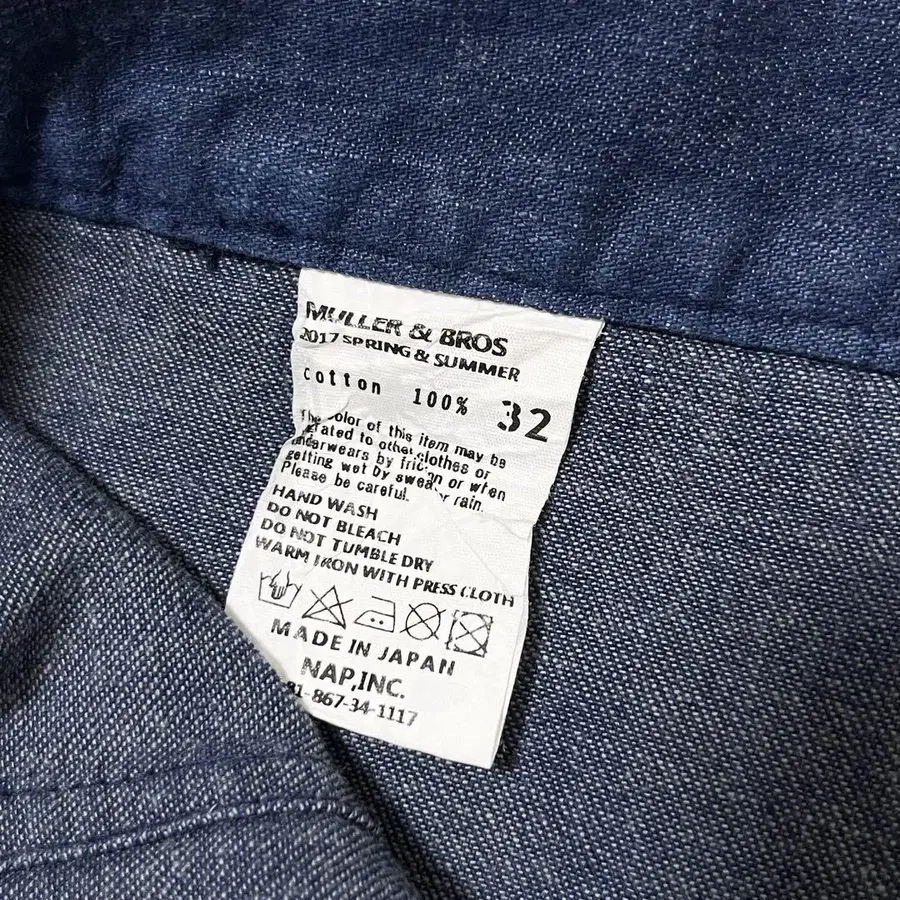 MULLER & BROS
2017 SPRING & SUMMER
cotton 100% 32
The color of this item may be
to other clothes or
underwears by friction or when
getting wet by sweat or rain.
Please be careful.
HAND WASH
DO NOT BLEACH
DO NOT TUMBLE DRY
WARM IRON WITH PRESS CLOTH
MADE IN JAPAN
NAP,INC.
81-867-34-1117